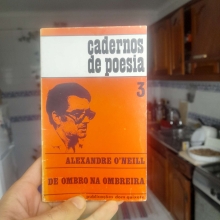 cadernos
de poesia
3
ALEXANDRE O'NEILL
DE OMBRO NA OMBREIRA